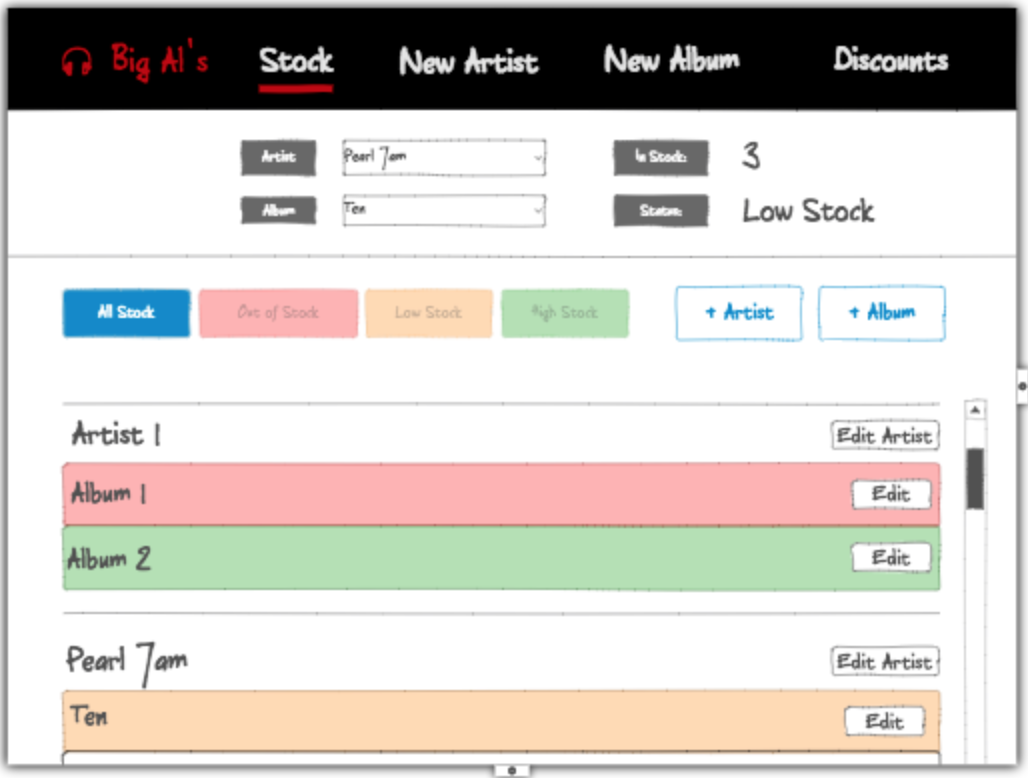 Big Al's Stock New Artist New Album Discounts
Artist Pearl Jam In Stock: 3
Album Ten Status: Low Stock
All Stock Out of Stock Low Stock High Stock + Artist + Album
Artist 1 Edit Artist
Album 1 Edit
Album 2 Edit
Pearl Jam Edit Artist
Ten Edit